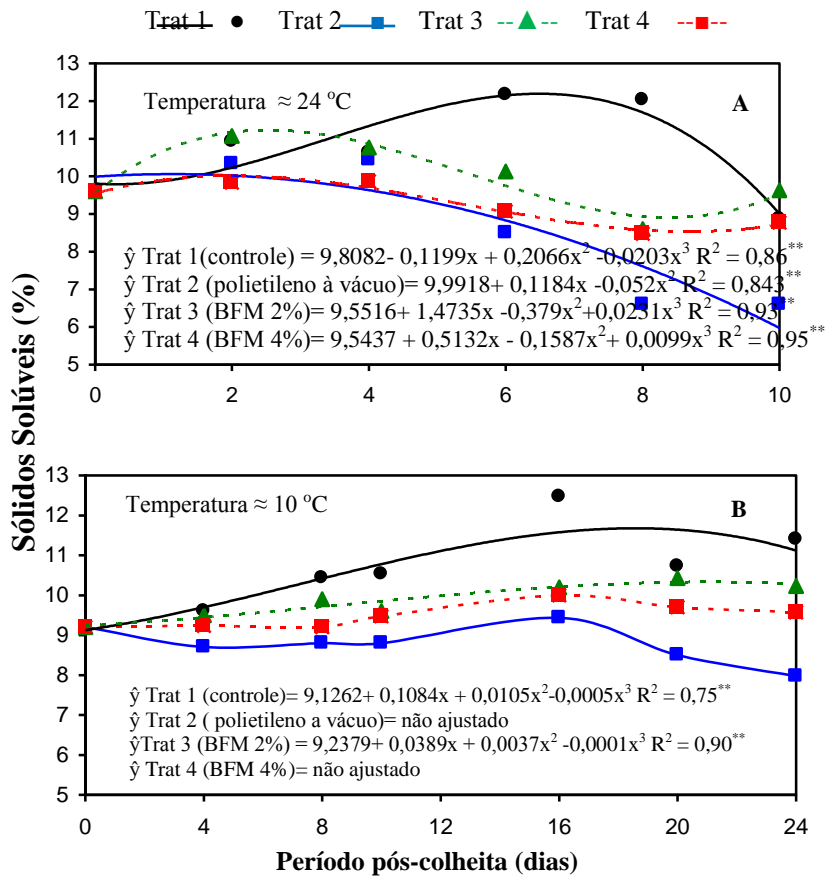 Trat 1 Trat 2 Trat 3 Trat 4
13
12
11
10
9
8
7
6
5
Temperatura ≈ 24 °C
A
ŷ Trat 1(controle) = 9,8082- 0,1199x + 0,2066x² -0,0203x³ R² = 0,86**
ŷ Trat 2 (polietileno à vácuo)= 9,9918+ 0,1184x -0,052x² R² = 0,843**
ŷ Trat 3 (BFM 2%) = 9,5516+ 1,4735x -0,379x²+0,0231x³ R² = 0,93**
ŷ Trat 4 (BFM 4%)= 9,5437 + 0,5132x - 0,1587x²+ 0,0099x³ R² = 0,95**
0 2 4 6 8 10
Sólidos Solúveis (%)
13
12
11
10
9
8
7
6
5
Temperatura ≈ 10 °C
B
ŷ Trat 1 (controle)= 9,1262+ 0,1084x + 0,0105x²-0,0005x³ R² = 0,75**
ŷ Trat 2 ( polietileno a vácuo)= não ajustado
ŷTrat 3 (BFM 2%) = 9,2379+ 0,0389x + 0,0037x² -0,0001x³ R² = 0,90**
ŷ Trat 4 (BFM 4%)= não ajustado
0 4 8 12 16 20 24
Período pós-colheita (dias)